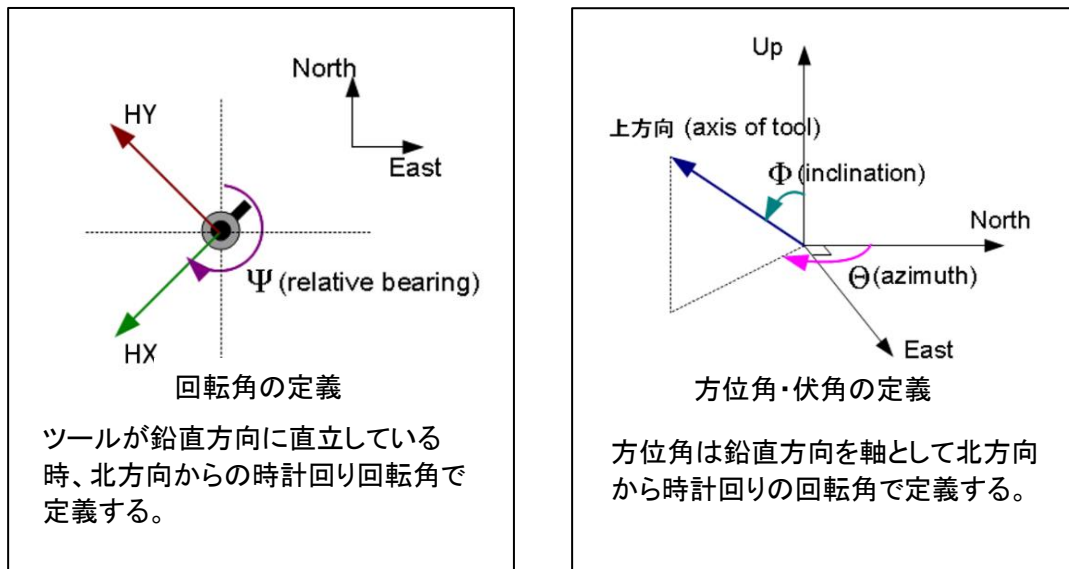 North
East
HY
Ψ (relative bearing)
HX
回転角の定義
ツールが鉛直方向に直立している
時、北方向からの時計回り回転角で
定義する。
Up
上方向 (axis of tool)
Φ (inclination)
North
Θ (azimuth)
East
方位角・伏角の定義
方位角は鉛直方向を軸として北方向
から時計回りの回転角で定義する。